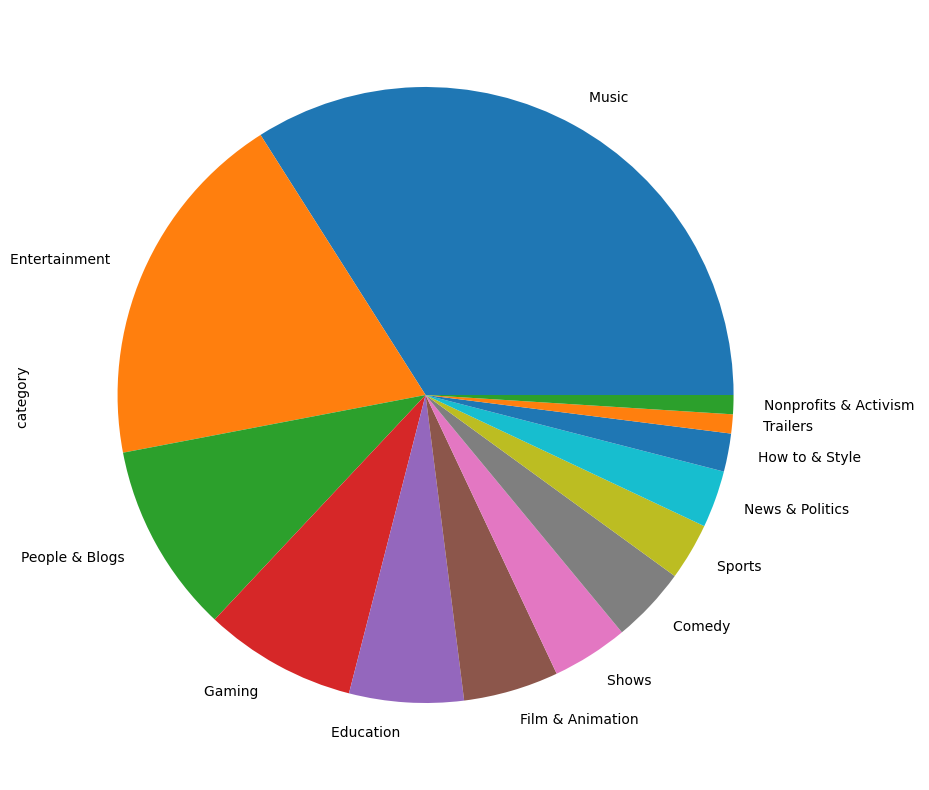 Music
Entertainment
category
People & Blogs
Gaming
Education
Film & Animation
Shows
Comedy
Sports
News & Politics
How to & Style
Trailers
Nonprofits & Activism